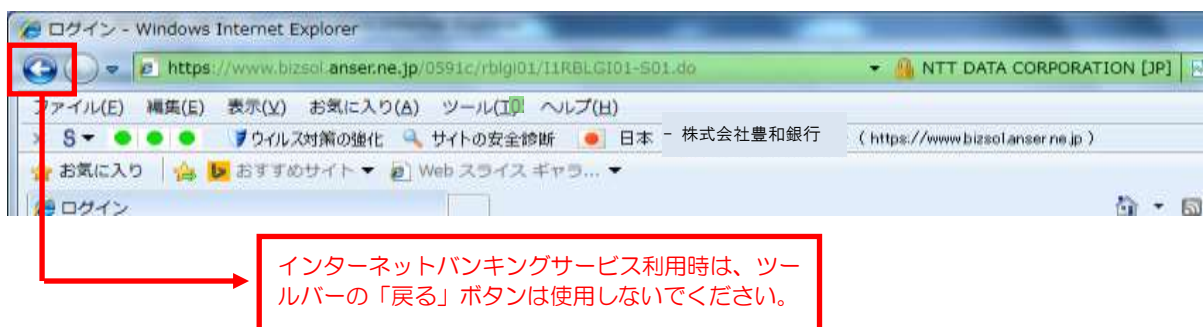 ログイン - Windows Internet Explorer
https://www.bizsol.anser.ne.jp/0591c/rblgi01/I1RBLGI01-S01.do NTT DATA CORPORATION [JP]
ファイル(E) 編集(E) 表示(V) お気に入り(A) ツール(T) ヘルプ(H)
S ウイルス対策の強化 サイトの安全診断 日本 - 株式会社豊和銀行 ( https://www.bizsol.anser.ne.jp )
お気に入り おすすめサイト Web スライス ギャラ...
ログイン
インターネットバンキングサービス利用時は、ツー
ルバーの「戻る」ボタンは使用しないでください。